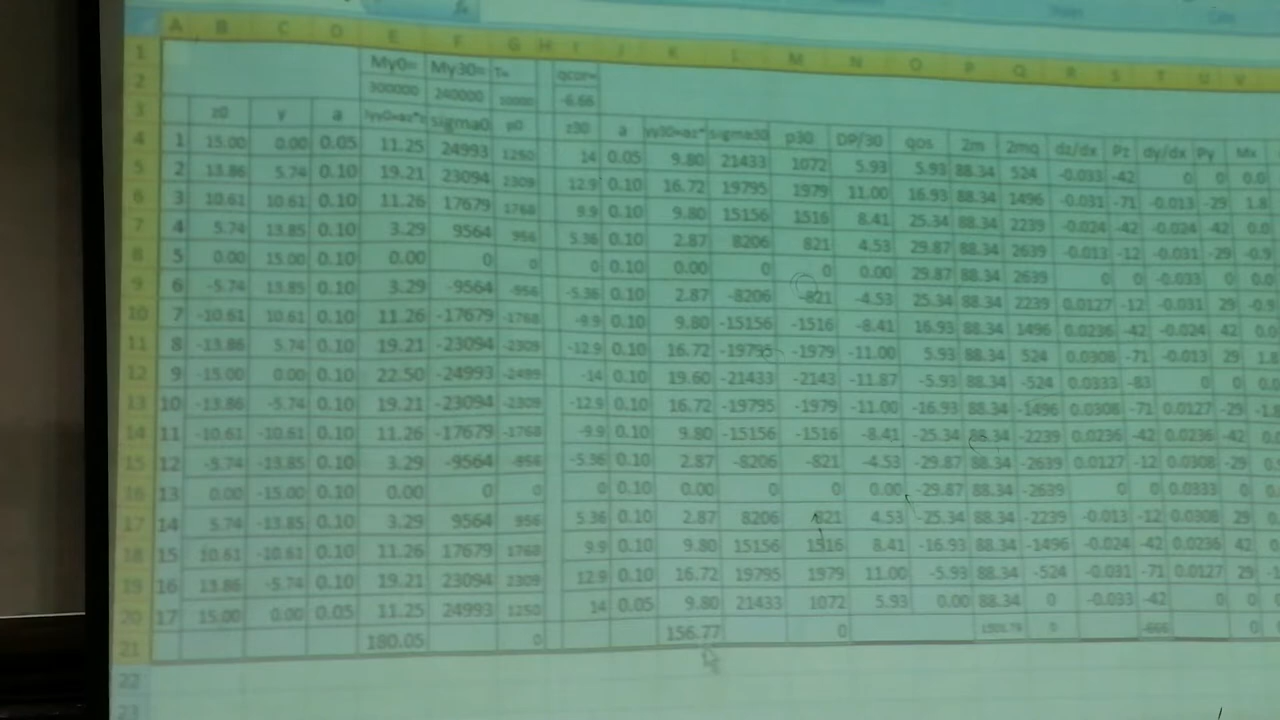 A B C D E F G H I J K L M N O P Q R S T U V
1 My0= My30= qcor=
2 300000 240000 -6.66
3 z0 y a sigma0 z30 a sigma30 p30 DP/30 qos 2m 2mq dz/dx Pz dy/dx Py Mx
4 1 15.00 0.00 0.05 11.25 24993 1250 14 0.05 9.80 21433 1072 5.93 5.93 88.34 524 -0.033 -42 0 0 0.0
5 2 13.86 5.74 0.10 19.21 23094 2309 12.9 0.10 16.72 19795 1979 11.00 16.93 88.34 1496 -0.031 -71 -0.013 -29 1.8
6 3 10.61 10.61 0.10 11.26 17679 1768 9.9 0.10 9.80 15156 1516 8.41 25.34 88.34 2239 -0.024 -42 -0.024 42 0.0
7 4 5.74 13.85 0.10 3.29 9564 956 5.36 0.10 2.87 8206 821 4.53 29.87 88.34 2639 -0.013 -12 -0.031 -29 -0.9
8 5 0.00 15.00 0.10 0.00 0 0 0 0.10 0.00 0 0 0.00 29.87 88.34 2639 0 0 -0.033 0
9 6 -5.74 13.85 0.10 3.29 -9564 -956 -5.36 0.10 2.87 -8206 -821 -4.53 25.34 88.34 2239 0.0127 -12 -0.031 29
10 7 -10.61 10.61 0.10 11.26 -17679 -1768 -9.9 0.10 9.80 -15156 -1516 -8.41 16.93 88.34 1496 0.0236 -42 -0.024 42
11 8 -13.86 5.74 0.10 19.21 -23094 -2309 -12.9 0.10 16.72 -19795 -1979 -11.00 5.93 88.34 524 0.0308 -71 -0.013 29
12 9 -15.00 0.00 0.10 22.50 -24993 -2499 -14 0.10 19.60 -21433 -2143 -11.87 -5.93 88.34 -524 0.0333 -83 0 0
13 10 -13.86 -5.74 0.10 19.21 -23094 -2309 -12.9 0.10 16.72 -19795 -1979 -11.00 -16.93 88.34 -1496 0.0308 -71 0.0127 -29
14 11 -10.61 -10.61 0.10 11.26 -17679 -1768 -9.9 0.10 9.80 -15156 -1516 -8.41 -25.34 88.34 -2239 0.0236 -42 0.0236 -42
15 12 -5.74 -13.85 0.10 3.29 -9564 -956 -5.36 0.10 2.87 -8206 -821 -4.53 -29.87 88.34 -2639 0.0127 -12 0.0308 -29
16 13 0.00 -15.00 0.10 0.00 0 0 0 0.10 0.00 0 0 0.00 -29.87 88.34 -2639 0 0 0.0333 0
17 14 5.74 -13.85 0.10 3.29 9564 956 5.36 0.10 2.87 8206 821 4.53 -25.34 88.34 -2239 -0.013 -12 0.0308 29
18 15 10.61 -10.61 0.10 11.26 17679 1768 9.9 0.10 9.80 15156 1516 8.41 -16.93 88.34 -1496 -0.024 -42 0.0236 42
19 16 13.86 -5.74 0.10 19.21 23094 2309 12.9 0.10 16.72 19795 1979 11.00 -5.93 88.34 -524 -0.031 -71 0.0127 29
20 17 15.00 0.00 0.05 11.25 24993 1250 14 0.05 9.80 21433 1072 5.93 0.00 88.34 0 -0.033 -42 0 0
21 180.05 0 156.77 0 0 -666 0
22
23